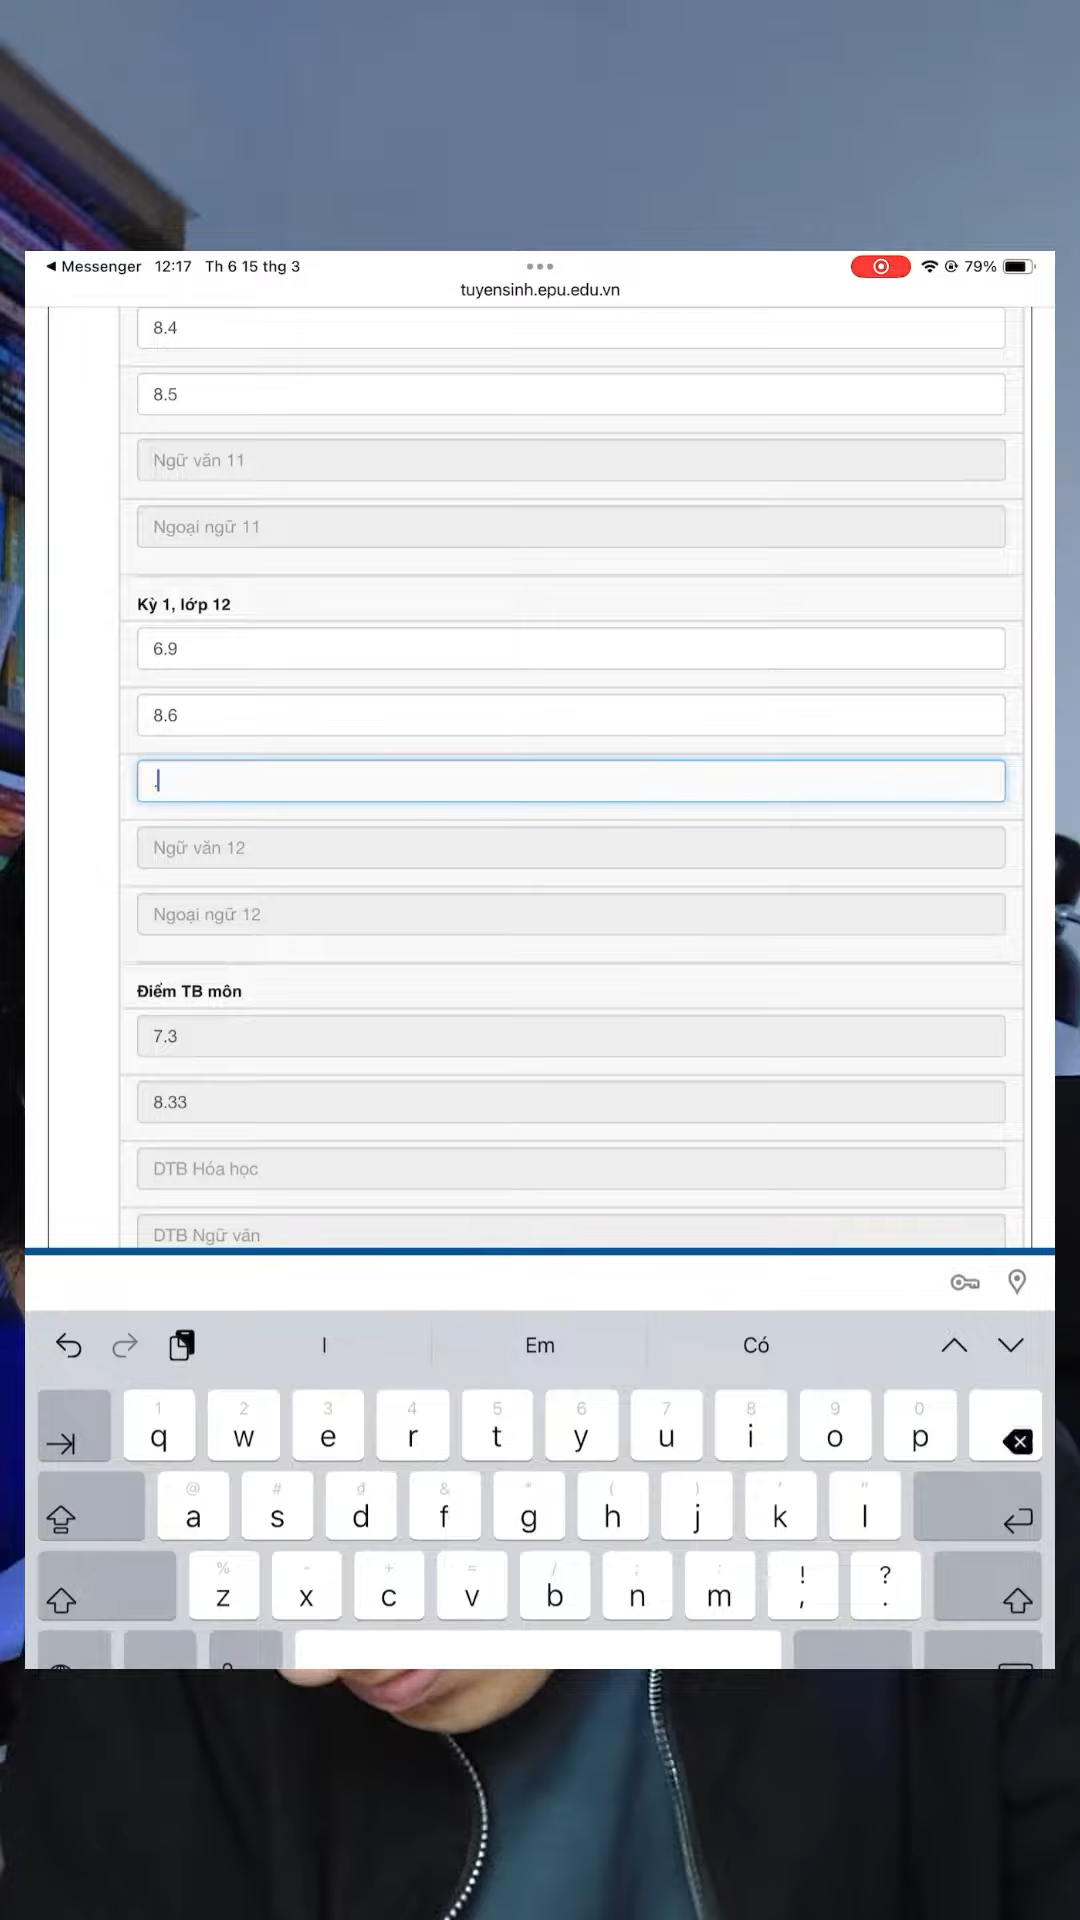 ◀ Messenger 12:17 Th 6 15 thg 3
79%
tuyensinh.epu.edu.vn
8.4
8.5
Ngữ văn 11
Ngoại ngữ 11
Kỳ 1, lớp 12
6.9
8.6
.
Ngữ văn 12
Ngoại ngữ 12
Điểm TB môn
7.3
8.33
DTB Hóa học
DTB Ngữ văn
I Em Có
1 2 3 4 5 6 7 8 9 0
q w e r t y u i o p
@ # đ & * ( ) ' "
a s d f g h j k l
% - + = / ; : ! ?
z x c v b n m , .